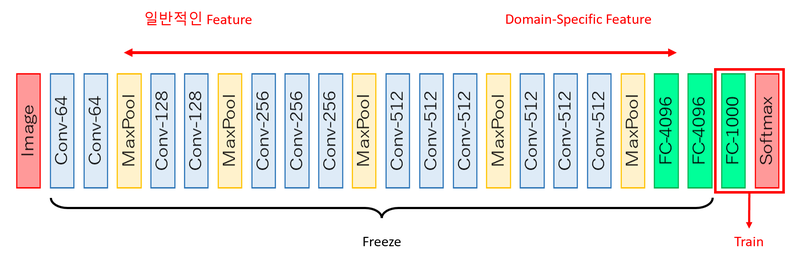 일반적인 Feature
Domain-Specific Feature
Image
Conv-64
Conv-64
MaxPool
Conv-128
Conv-128
MaxPool
Conv-256
Conv-256
Conv-256
MaxPool
Conv-512
Conv-512
Conv-512
MaxPool
Conv-512
Conv-512
Conv-512
MaxPool
FC-4096
FC-4096
FC-1000
Softmax
Freeze
Train